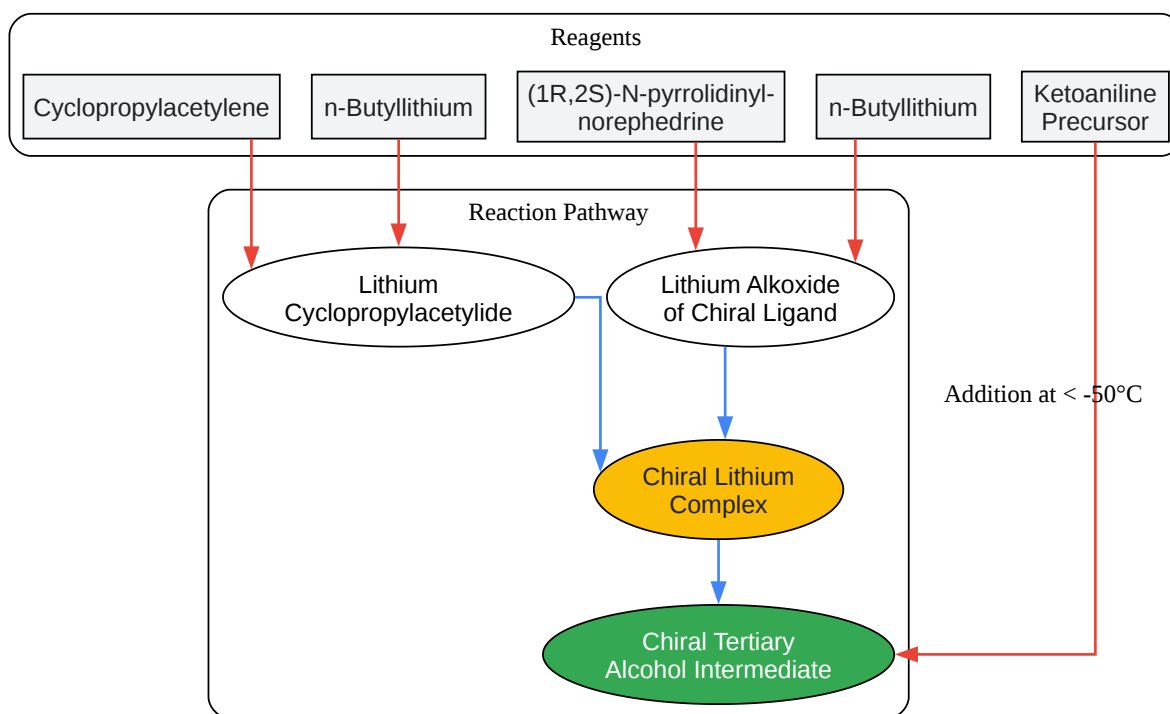 Reagents
Cyclopropylacetylene
n-Butyllithium
(1R,2S)-N-pyrrolidinyl-
norephedrine
n-Butyllithium
Ketoaniline
Precursor
Reaction Pathway
Lithium
Cyclopropylacetylide
Lithium Alkoxide
of Chiral Ligand
Addition at < -50°C
Chiral Lithium
Complex
Chiral Tertiary
Alcohol Intermediate